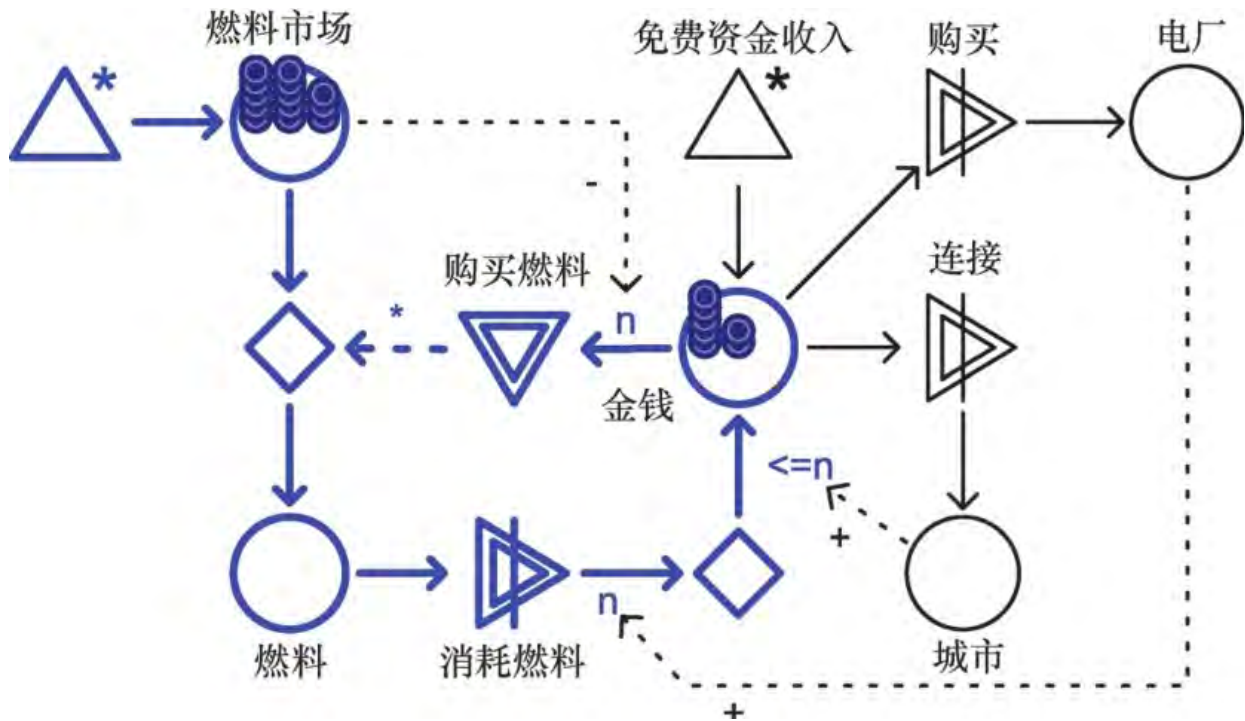 燃料市场
免费资金收入
购买
电厂
*
*
-
购买燃料
连接
*
n
金钱
<=n
+
n
燃料
消耗燃料
城市
+